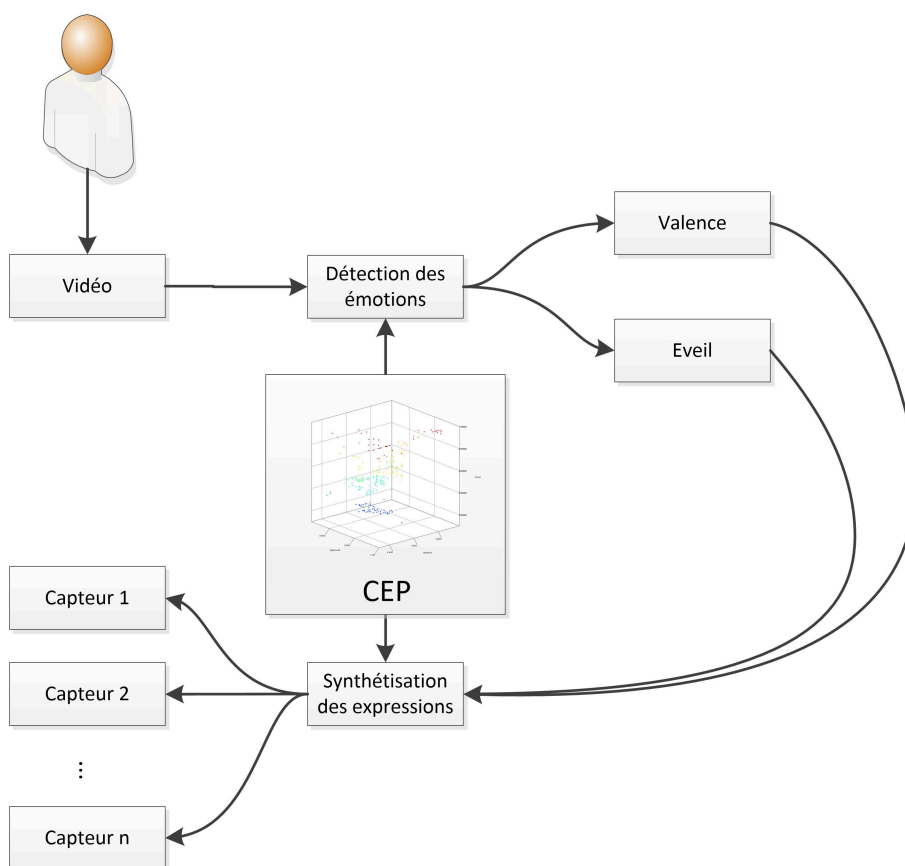 Valence
Vidéo
Détection des
émotions
Eveil
CEP
Capteur 1
Capteur 2
Synthétisation
des expressions
⋮
Capteur n